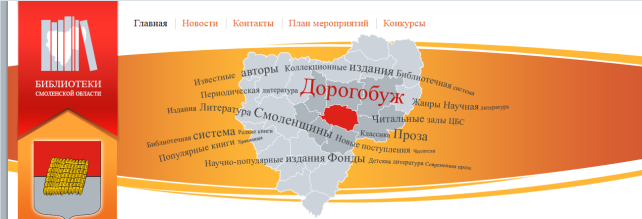 Главная Новости Контакты План мероприятий Конкурсы
БИБЛИОТЕКИ
СМОЛЕНСКОЙ ОБЛАСТИ
Известные авторы Коллекционные издания Библиотечная система
Периодическая литература Дорогобуж Жанры Научная литература
Издания Литература Смоленщины Читальные залы ЦБС
Библиотечная система Редкие книги Классика Проза
Популярные книги Новые поступления Читатели
Научно-популярные издания Фонды Детская литература Современная проза